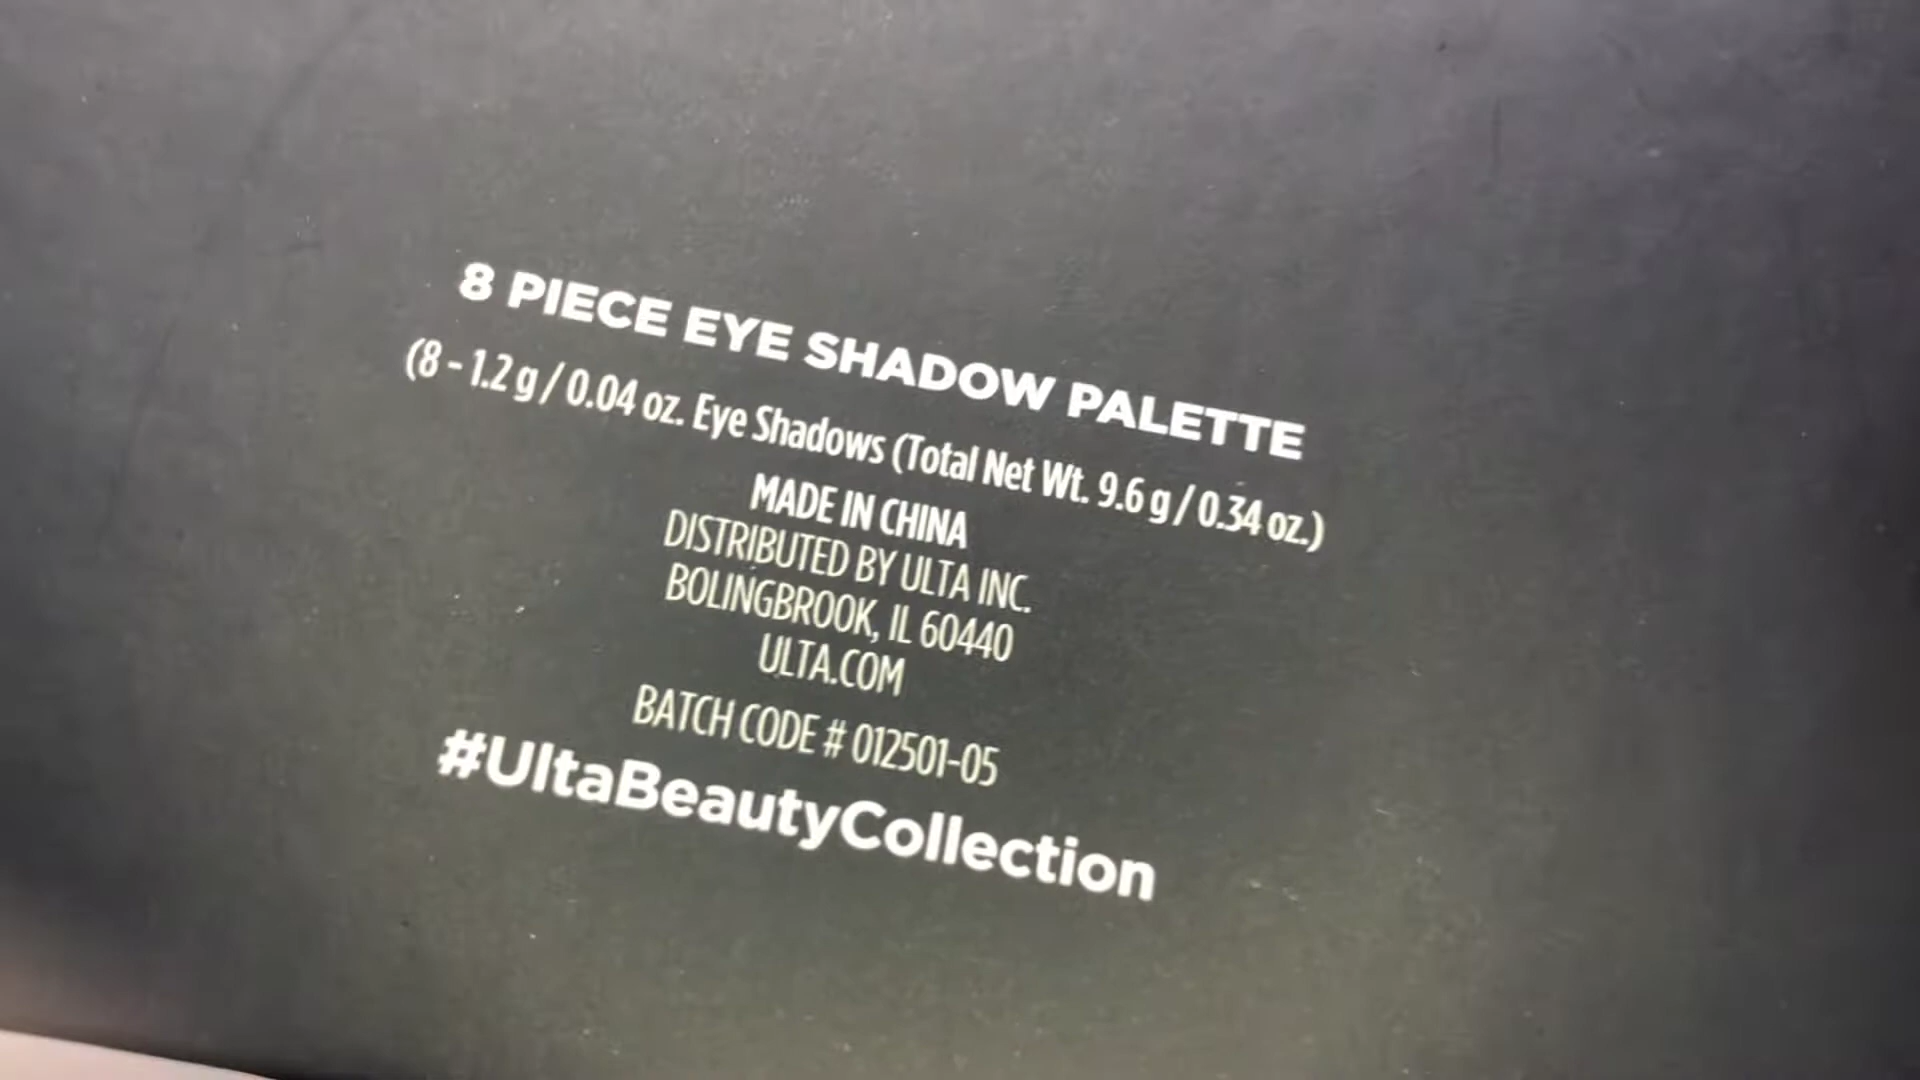 8 PIECE EYE SHADOW PALETTE
(8 - 1.2 g / 0.04 oz. Eye Shadows (Total Net Wt. 9.6 g / 0.34 oz.)
MADE IN CHINA
DISTRIBUTED BY ULTA INC.
BOLINGBROOK, IL 60440
ULTA.COM
BATCH CODE # 012501-05
#UltaBeautyCollection